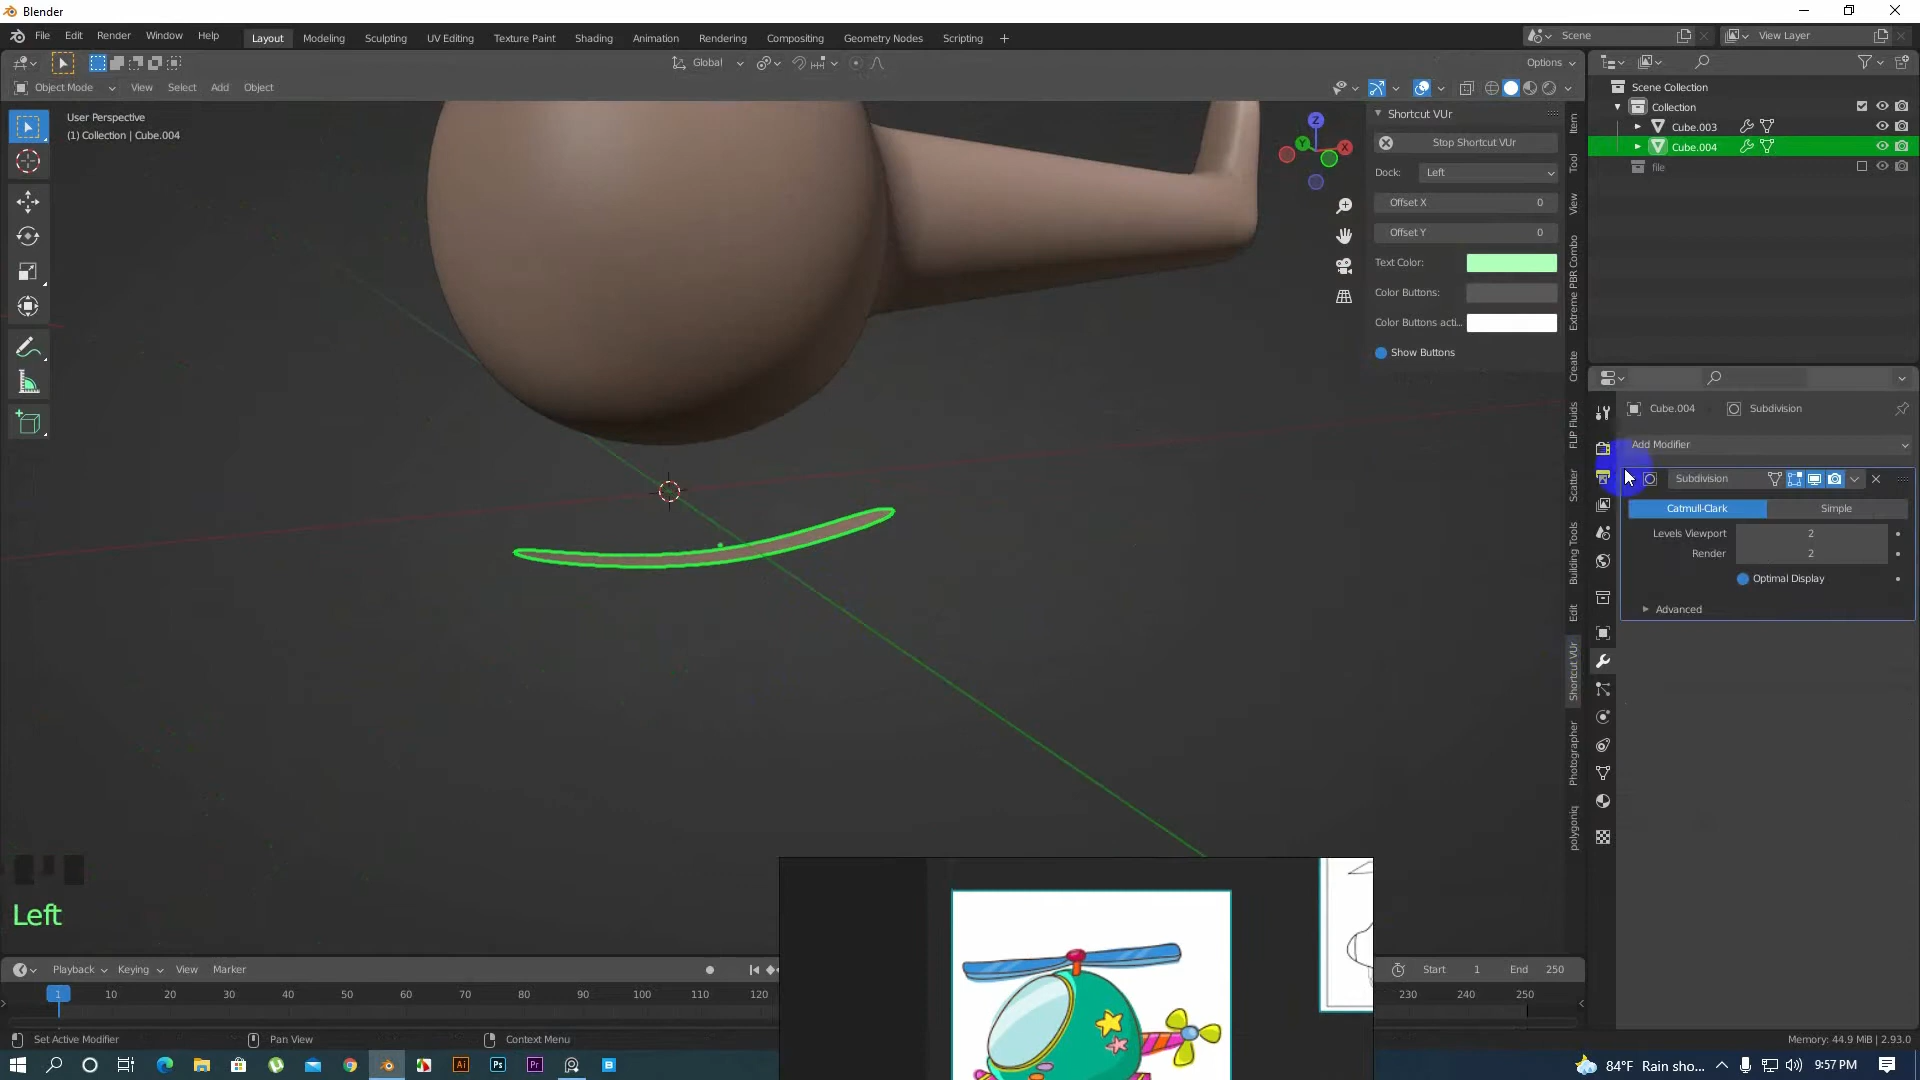 Blender
File Edit Render Window Help
Layout Modeling Sculpting UV Editing Texture Paint Shading Animation Rendering Compositing Geometry Nodes Scripting +
Scene
View Layer
Global
Options
Object Mode View Select Add Object
User Perspective
(1) Collection | Cube.004
Z
Y
X
Shortcut VUr
Stop Shortcut VUr
Dock: Left
Offset X 0
Offset Y 0
Text Color:
Color Buttons:
Color Buttons acti...
Show Buttons
Item
Tool
View
Extreme PBR Combo
Create
FLIP Fluids
Scatter
Building Tools
Edit
Shortcut VUr
Photographer
polygoniq
Scene Collection
Collection
Cube.003
Cube.004
file
Cube.004 Subdivision
Add Modifier
Subdivision
Catmull-Clark Simple
Levels Viewport 2
Render 2
Optimal Display
Advanced
Left
Playback Keying View Marker
Start 1 End 250
1 10 20 30 40 50 60 70 80 90 100 110 120 230 240 250
Set Active Modifier Pan View Context Menu
Memory: 44.9 MiB | 2.93.0
Ai Ps Pr B
84°F Rain sho... 9:57 PM